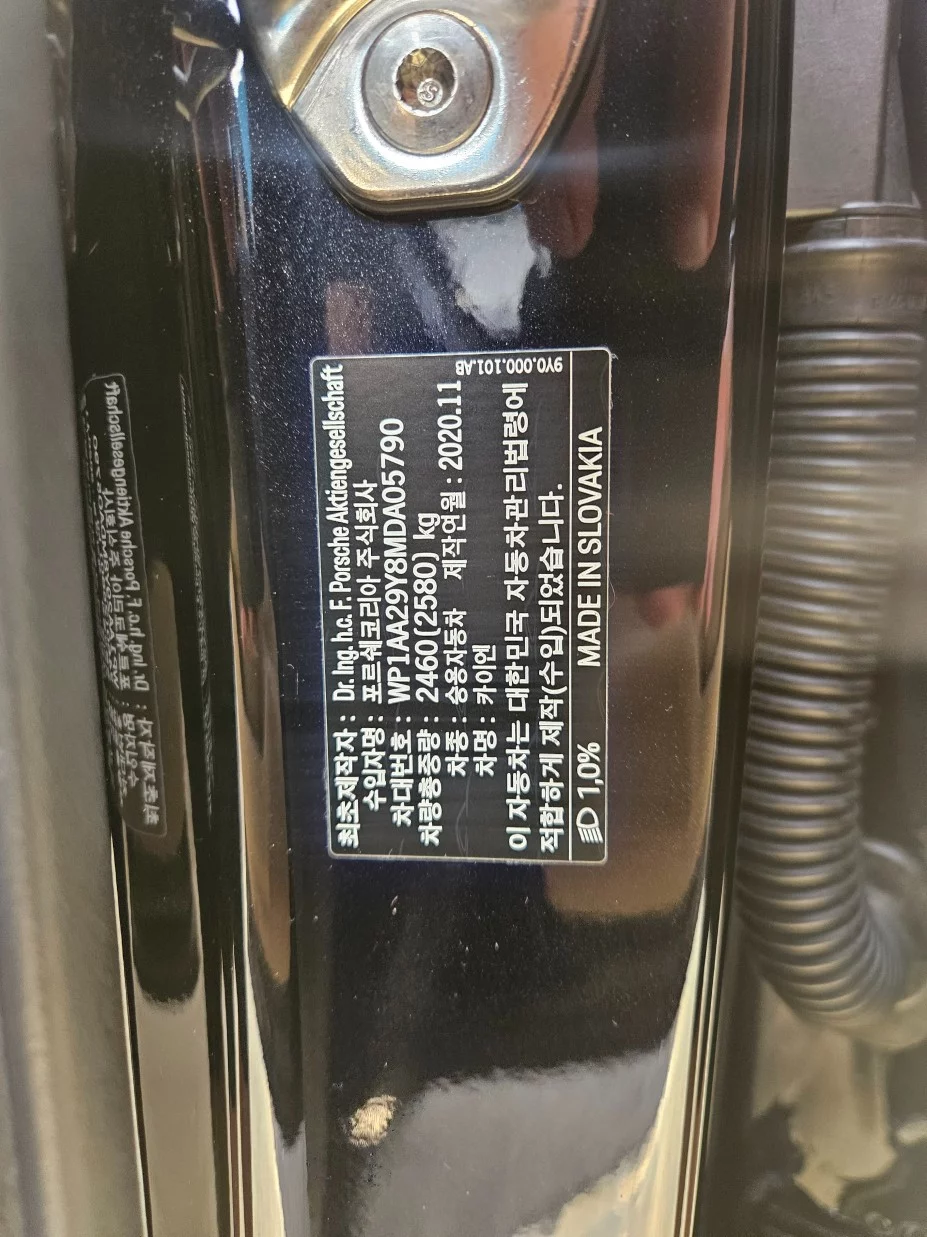 최초제작자 : Dr. Ing. h.c. F. Porsche Aktiengesellschaft
수입자명 : 포르쉐코리아 주식회사
차대번호 : WP1AA29Y8MDA05790
차량총중량 : 2460(2580) kg
차종 : 승용자동차 제작연월 : 2020.11
차명 : 카이엔
이 자동차는 대한민국 자동차관리법령에
적합하게 제작(수입)되었습니다.
1,0% MADE IN SLOVAKIA
9Y0.000.101AB